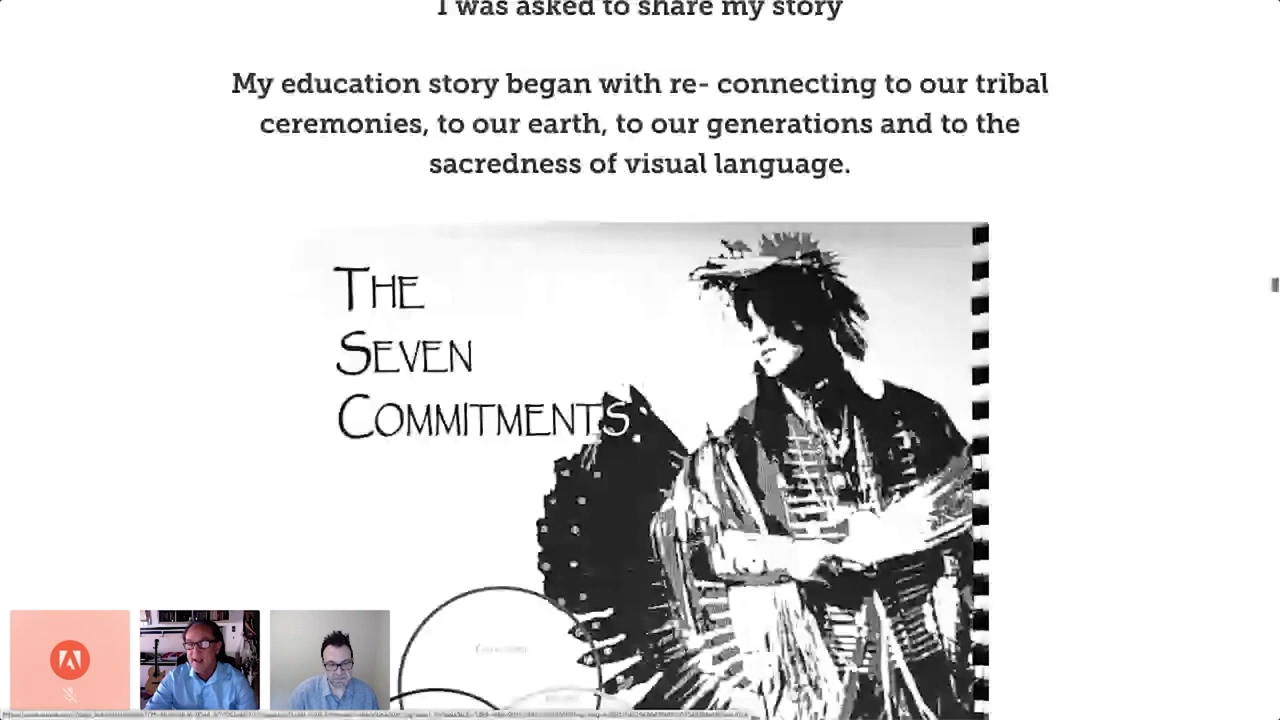 I was asked to share my story
My education story began with re- connecting to our tribal
ceremonies, to our earth, to our generations and to the
sacredness of visual language.
THE
SEVEN
COMMITMENTS